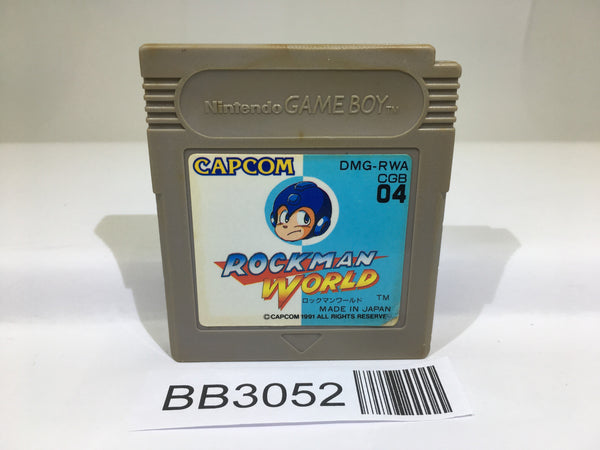 Nintendo GAME BOY TM
CAPCOM
DMG-RWA
CGB
04
ROCKMAN
WORLD
ロックマンワールド
TM
MADE IN JAPAN
©CAPCOM 1991 ALL RIGHTS RESERVE
BB3052